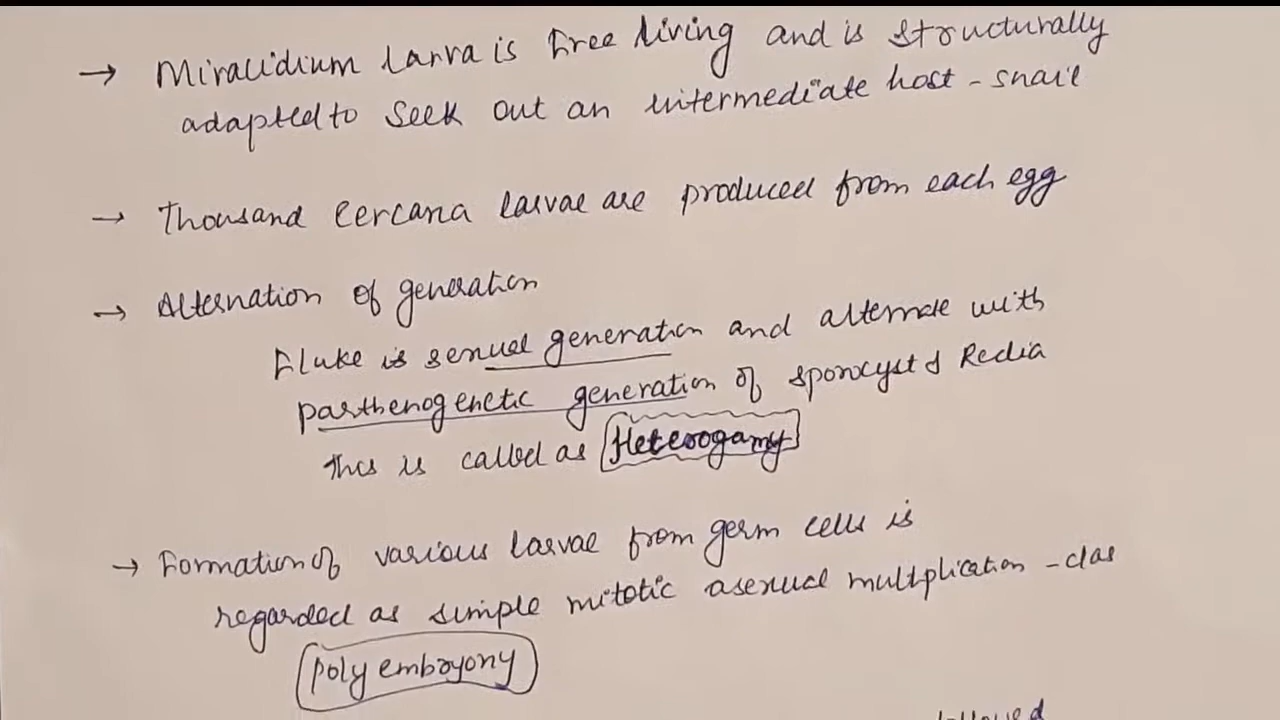 → Miracidium larva is free living and is structurally
adapted to seek out an intermediate host - snail
→ Thousand cercaria larvae are produced from each egg
→ Alternation of generation
Fluke is sexual generation and alternate with
parthenogenetic generation of sporocyst & Redia
This is called as Heterogamy
→ Formation of various larvae from germ cells is
regarded as simple mitotic asexual multiplication -
poly embryony